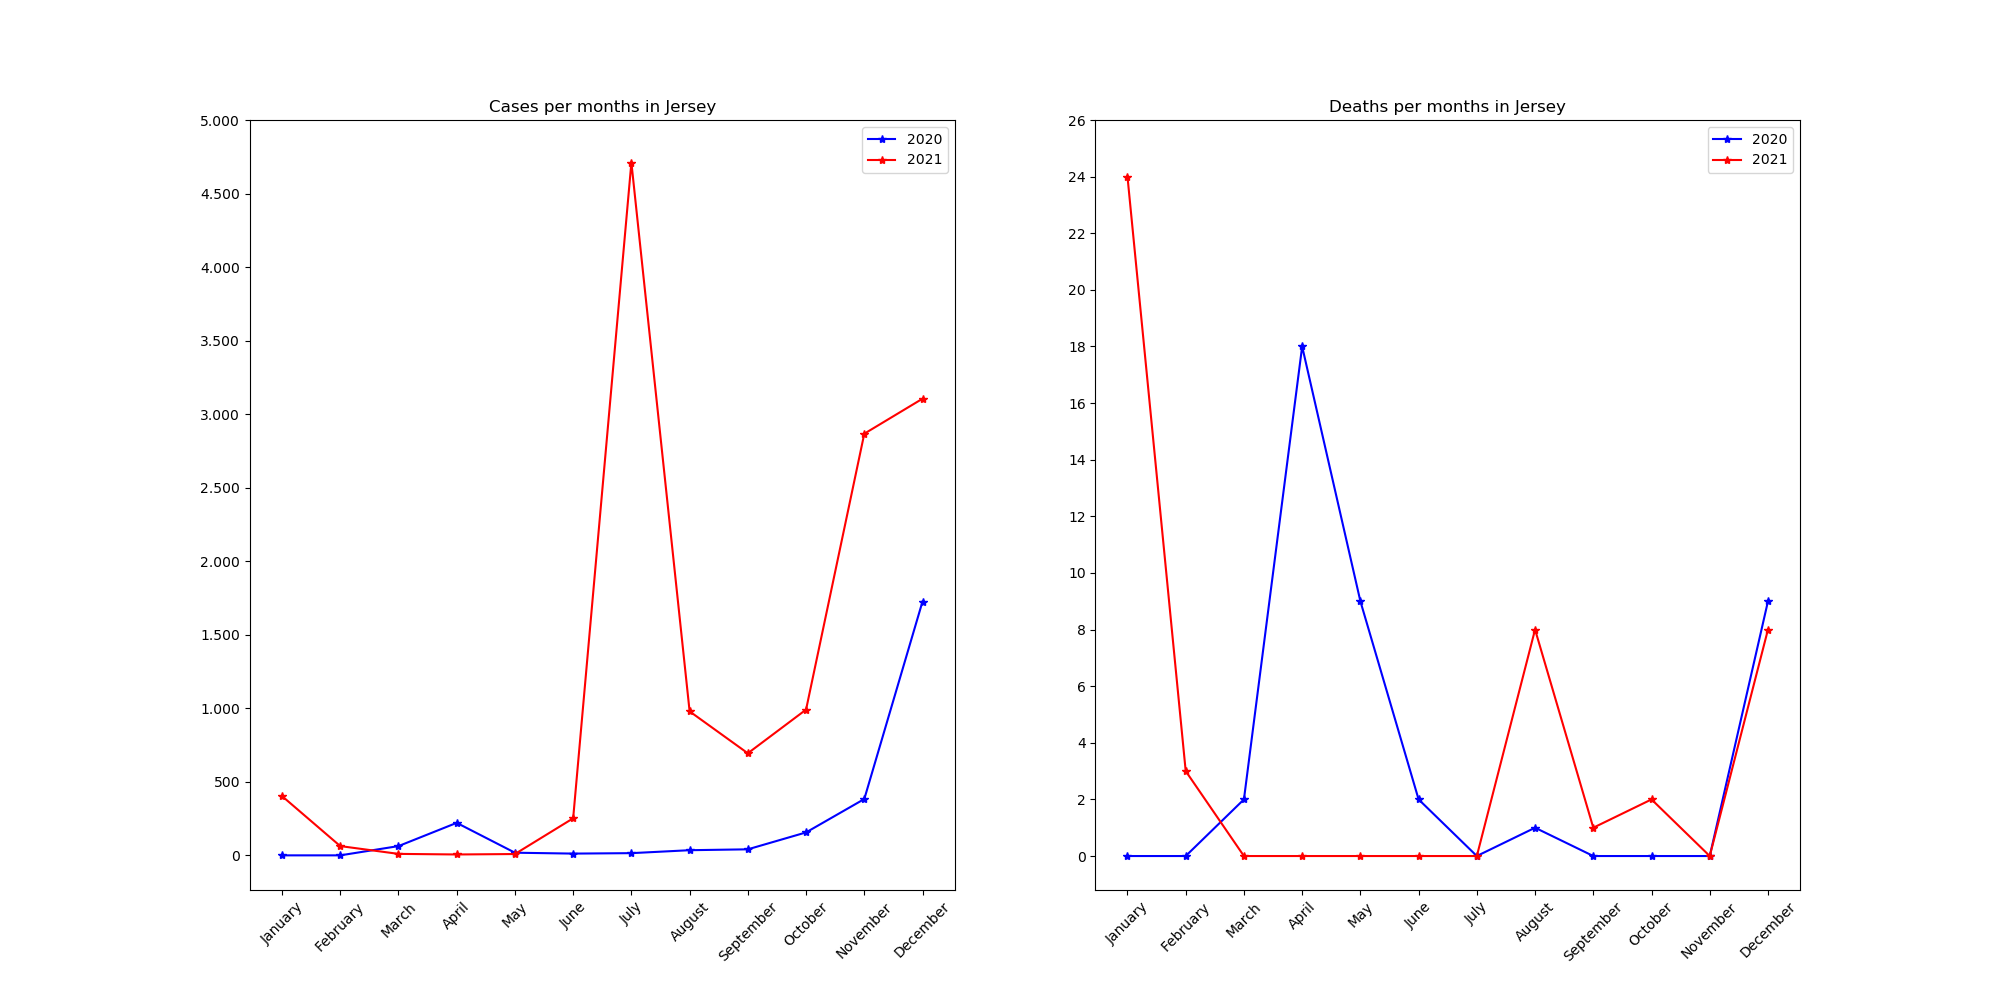 Cases per months in Jersey
5.000
4.500
4.000
3.500
3.000
2.500
2.000
1.500
1.000
500
0
2020
2021
January
February
March
April
May
June
July
August
September
October
November
December
Deaths per months in Jersey
26
24
22
20
18
16
14
12
10
8
6
4
2
0
2020
2021
January
February
March
April
May
June
July
August
September
October
November
December